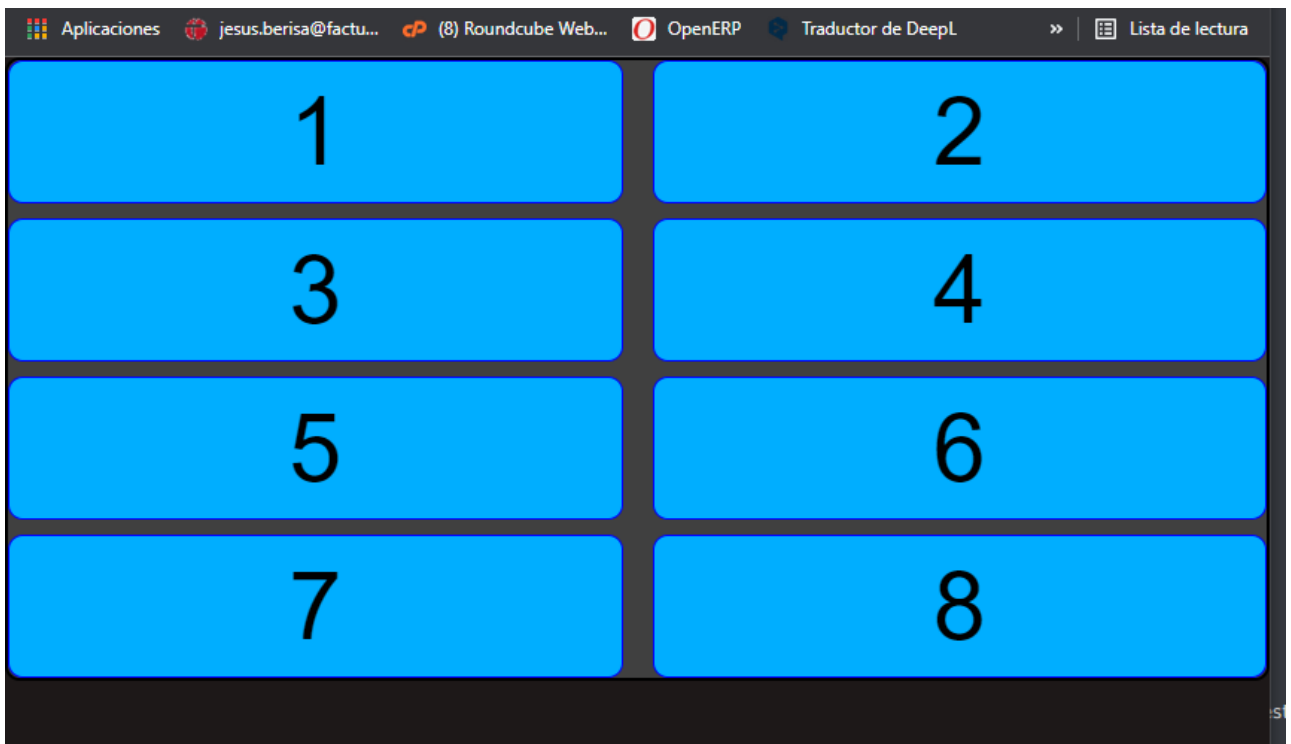 Aplicaciones jesus.berisa@factu... cP (8) Roundcube Web... OpenERP Traductor de DeepL » Lista de lectura
1 2
3 4
5 6
7 8